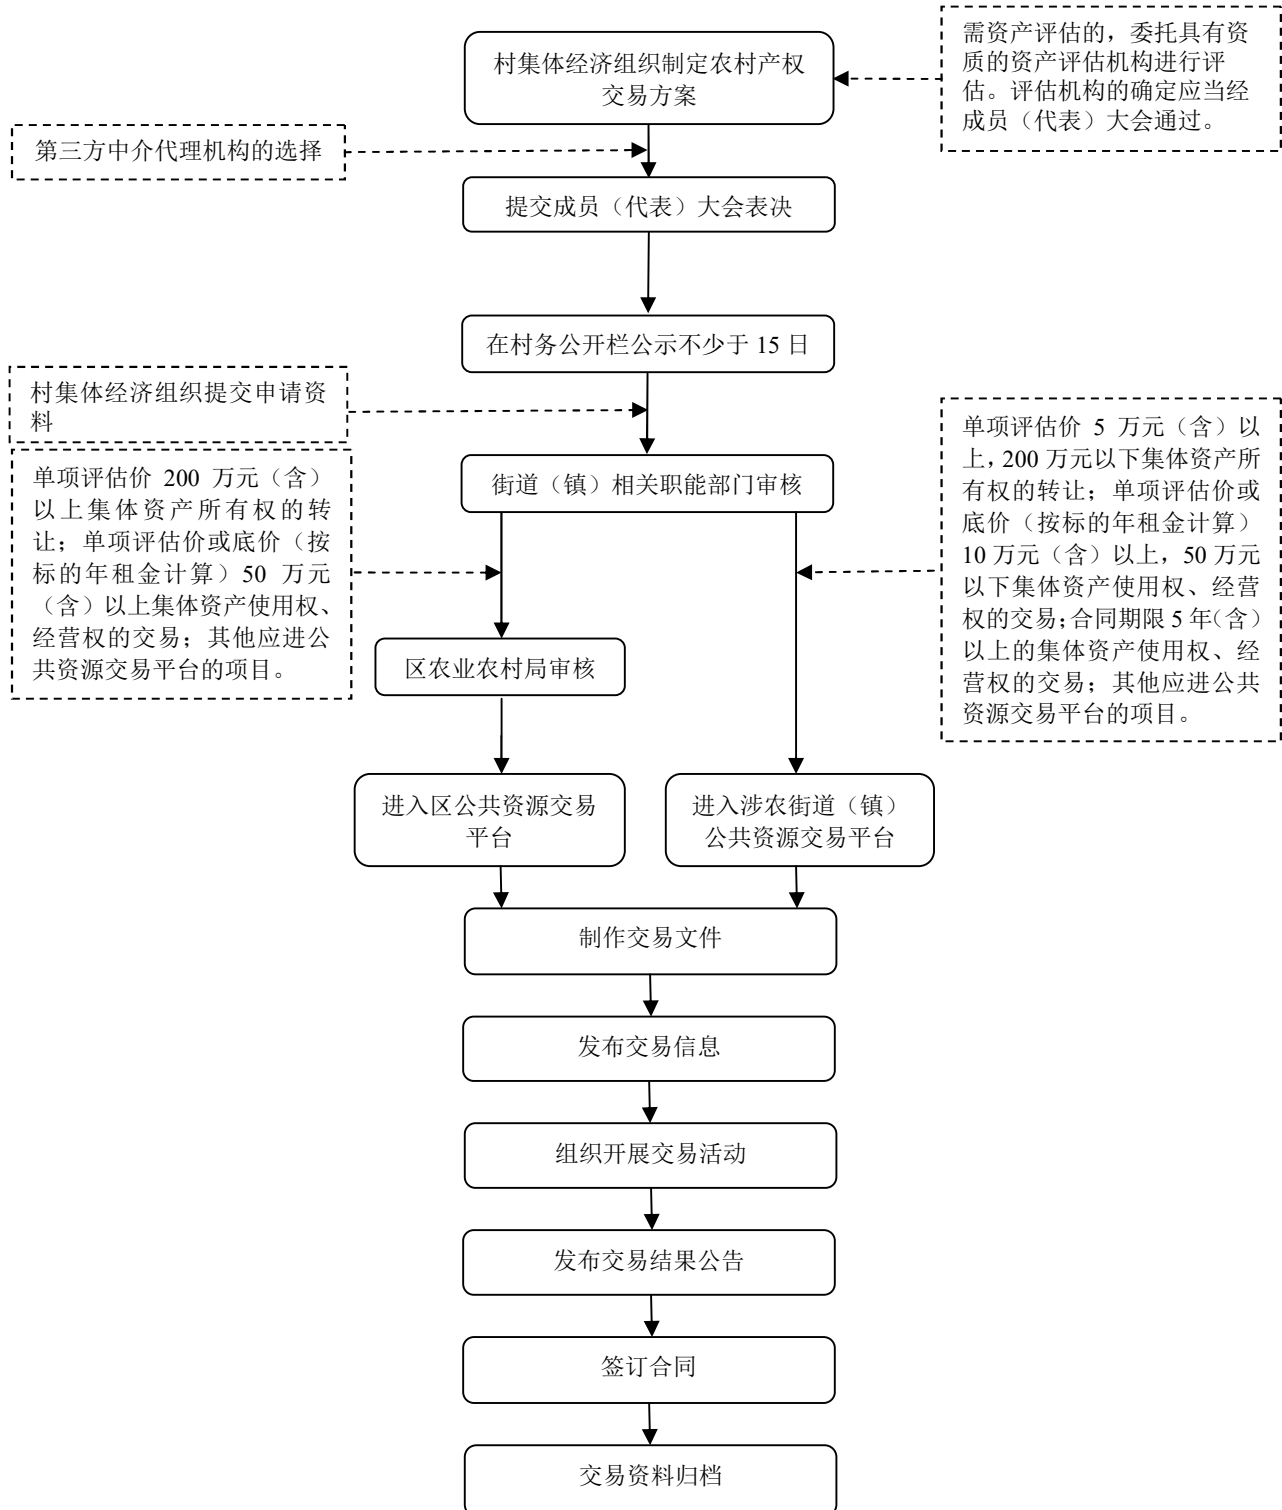 村集体经济组织制定农村产权
交易方案
需资产评估的，委托具有资
质的资产评估机构进行评
估。评估机构的确定应当经
成员（代表）大会通过。
第三方中介代理机构的选择
提交成员（代表）大会表决
在村务公开栏公示不少于 15 日
村集体经济组织提交申请资
料
街道（镇）相关职能部门审核
单项评估价 200 万元（含）
以上集体资产所有权的转
让；单项评估价或底价（按
标的年租金计算）50 万元
（含）以上集体资产使用权、
经营权的交易；其他应进公
共资源交易平台的项目。
单项评估价 5 万元（含）以
上，200 万元以下集体资产所
有权的转让；单项评估价或
底价（按标的年租金计算）
10 万元（含）以上，50 万元
以下集体资产使用权、经营
权的交易；合同期限 5 年（含）
以上的集体资产使用权、经
营权的交易；其他应进公共
资源交易平台的项目。
区农业农村局审核
进入区公共资源交易
平台
进入涉农街道（镇）
公共资源交易平台
制作交易文件
发布交易信息
组织开展交易活动
发布交易结果公告
签订合同
交易资料归档